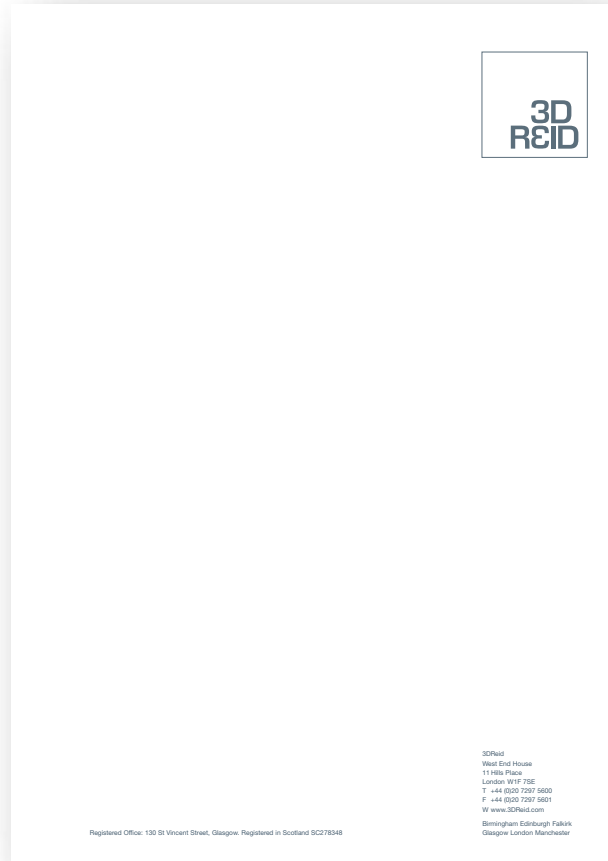 3D
REID
3DReid
West End House
11 Hills Place
London W1F 7SE
T +44 (0)20 7297 5600
F +44 (0)20 7297 5601
W www.3DReid.com
Birmingham Edinburgh Falkirk
Glasgow London Manchester
Registered Office: 130 St Vincent Street, Glasgow. Registered in Scotland SC278348